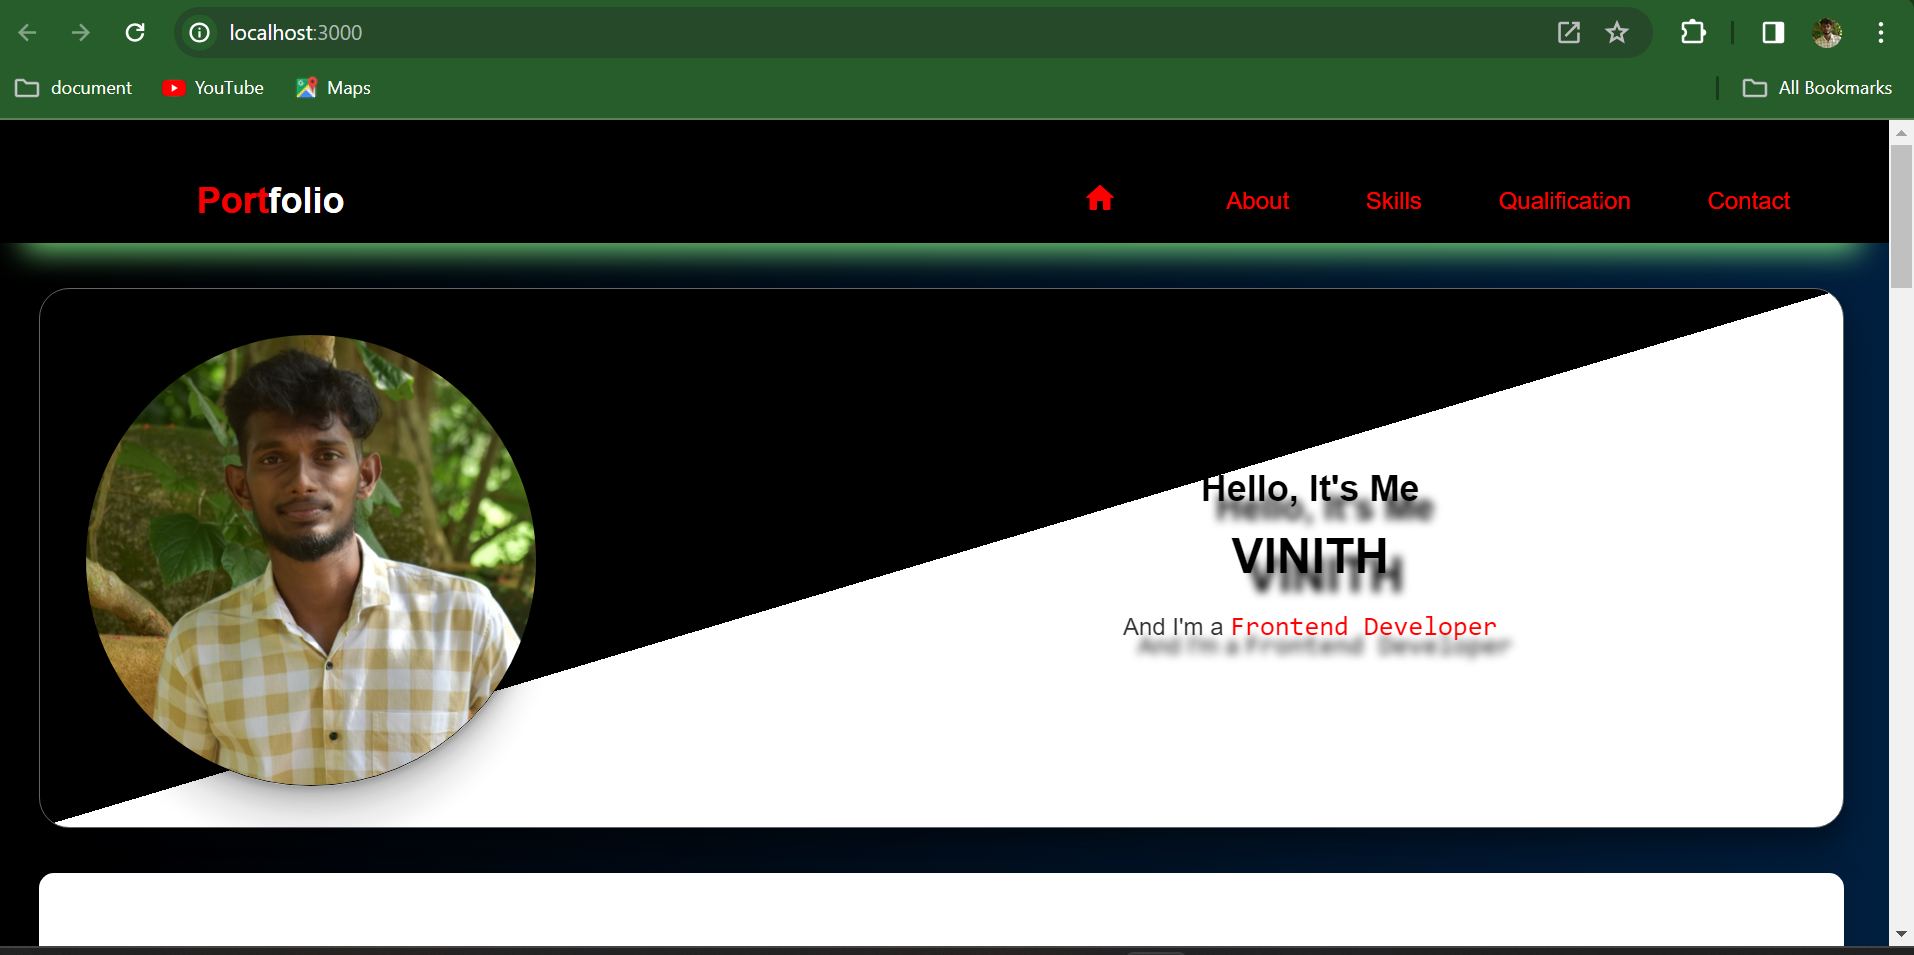 localhost:3000
document YouTube Maps All Bookmarks
Portfolio About Skills Qualification Contact
Hello, It's Me
VINITH
And I'm a Frontend Developer